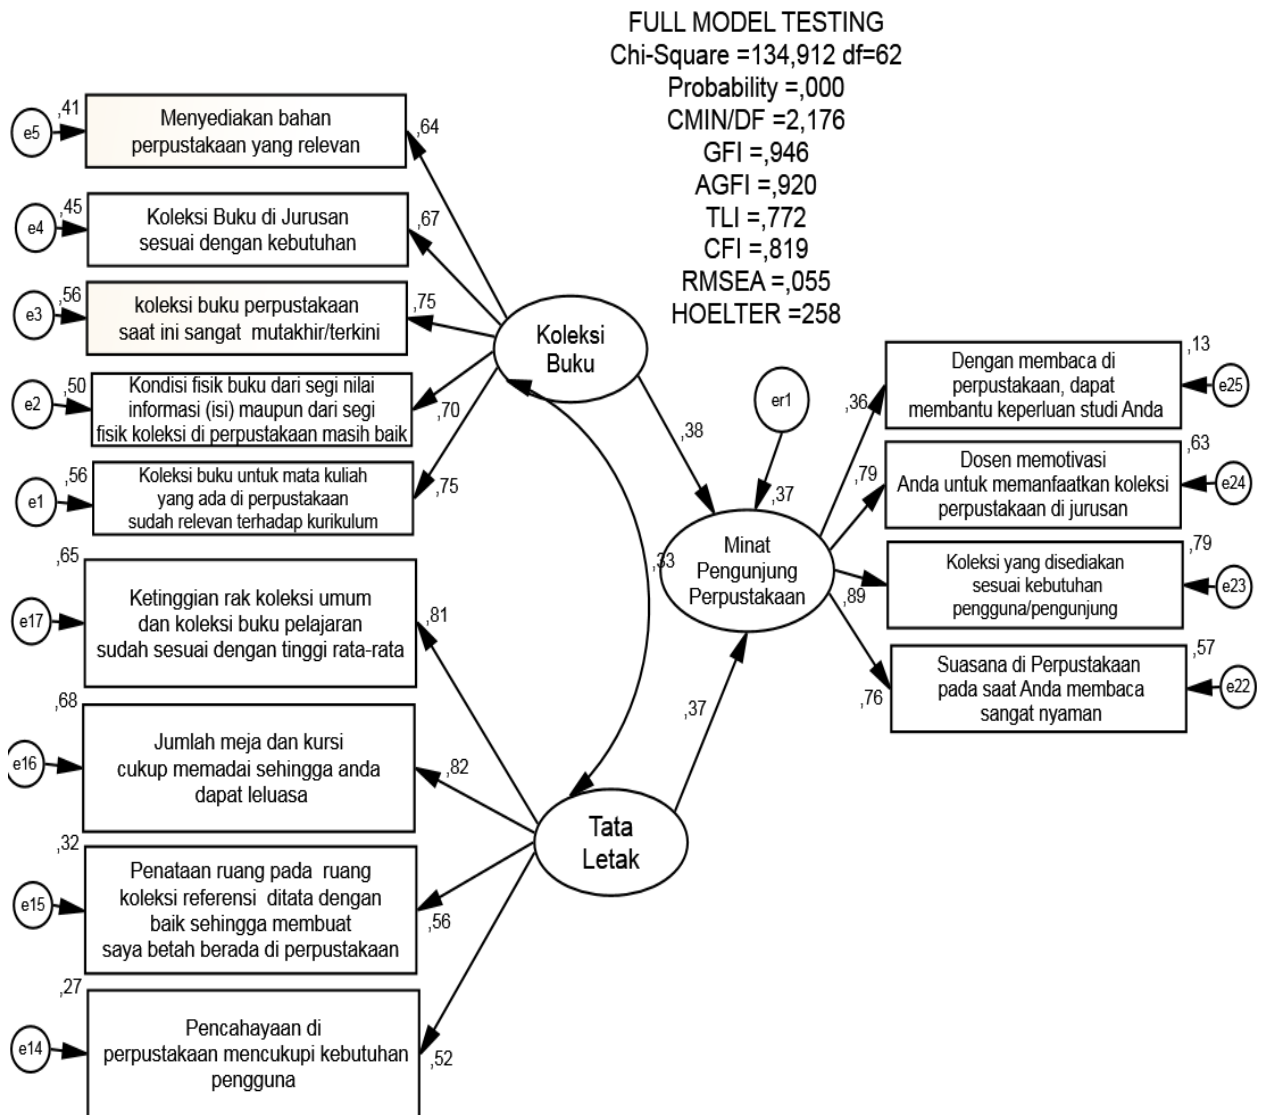 FULL MODEL TESTING
Chi-Square =134,912 df=62
Probability =,000
CMIN/DF =2,176
GFI =,946
AGFI =,920
TLI =,772
CFI =,819
RMSEA =,055
HOELTER =258
e5
,41
Menyediakan bahan
perpustakaan yang relevan
,64
e4
,45
Koleksi Buku di Jurusan
sesuai dengan kebutuhan
,67
e3
,56
koleksi buku perpustakaan
saat ini sangat mutakhir/terkini
,75
e2
,50
Kondisi fisik buku dari segi nilai
informasi (isi) maupun dari segi
fisik koleksi di perpustakaan masih baik
,70
e1
,56
Koleksi buku untuk mata kuliah
yang ada di perpustakaan
sudah relevan terhadap kurikulum
,75
Koleksi
Buku
,38
,33
er1
,37
Minat
Pengunjung
Perpustakaan
,36
,13
Dengan membaca di
perpustakaan, dapat
membantu keperluan studi Anda
e25
,79
,63
Dosen memotivasi
Anda untuk memanfaatkan koleksi
perpustakaan di jurusan
e24
,89
,79
Koleksi yang disediakan
sesuai kebutuhan
pengguna/pengunjung
e23
,76
,57
Suasana di Perpustakaan
pada saat Anda membaca
sangat nyaman
e22
e17
,65
Ketinggian rak koleksi umum
dan koleksi buku pelajaran
sudah sesuai dengan tinggi rata-rata
,81
e16
,68
Jumlah meja dan kursi
cukup memadai sehingga anda
dapat leluasa
,82
e15
,32
Penataan ruang pada ruang
koleksi referensi ditata dengan
baik sehingga membuat
saya betah berada di perpustakaan
,56
e14
,27
Pencahayaan di
perpustakaan mencukupi kebutuhan
pengguna
,52
Tata
Letak
,37